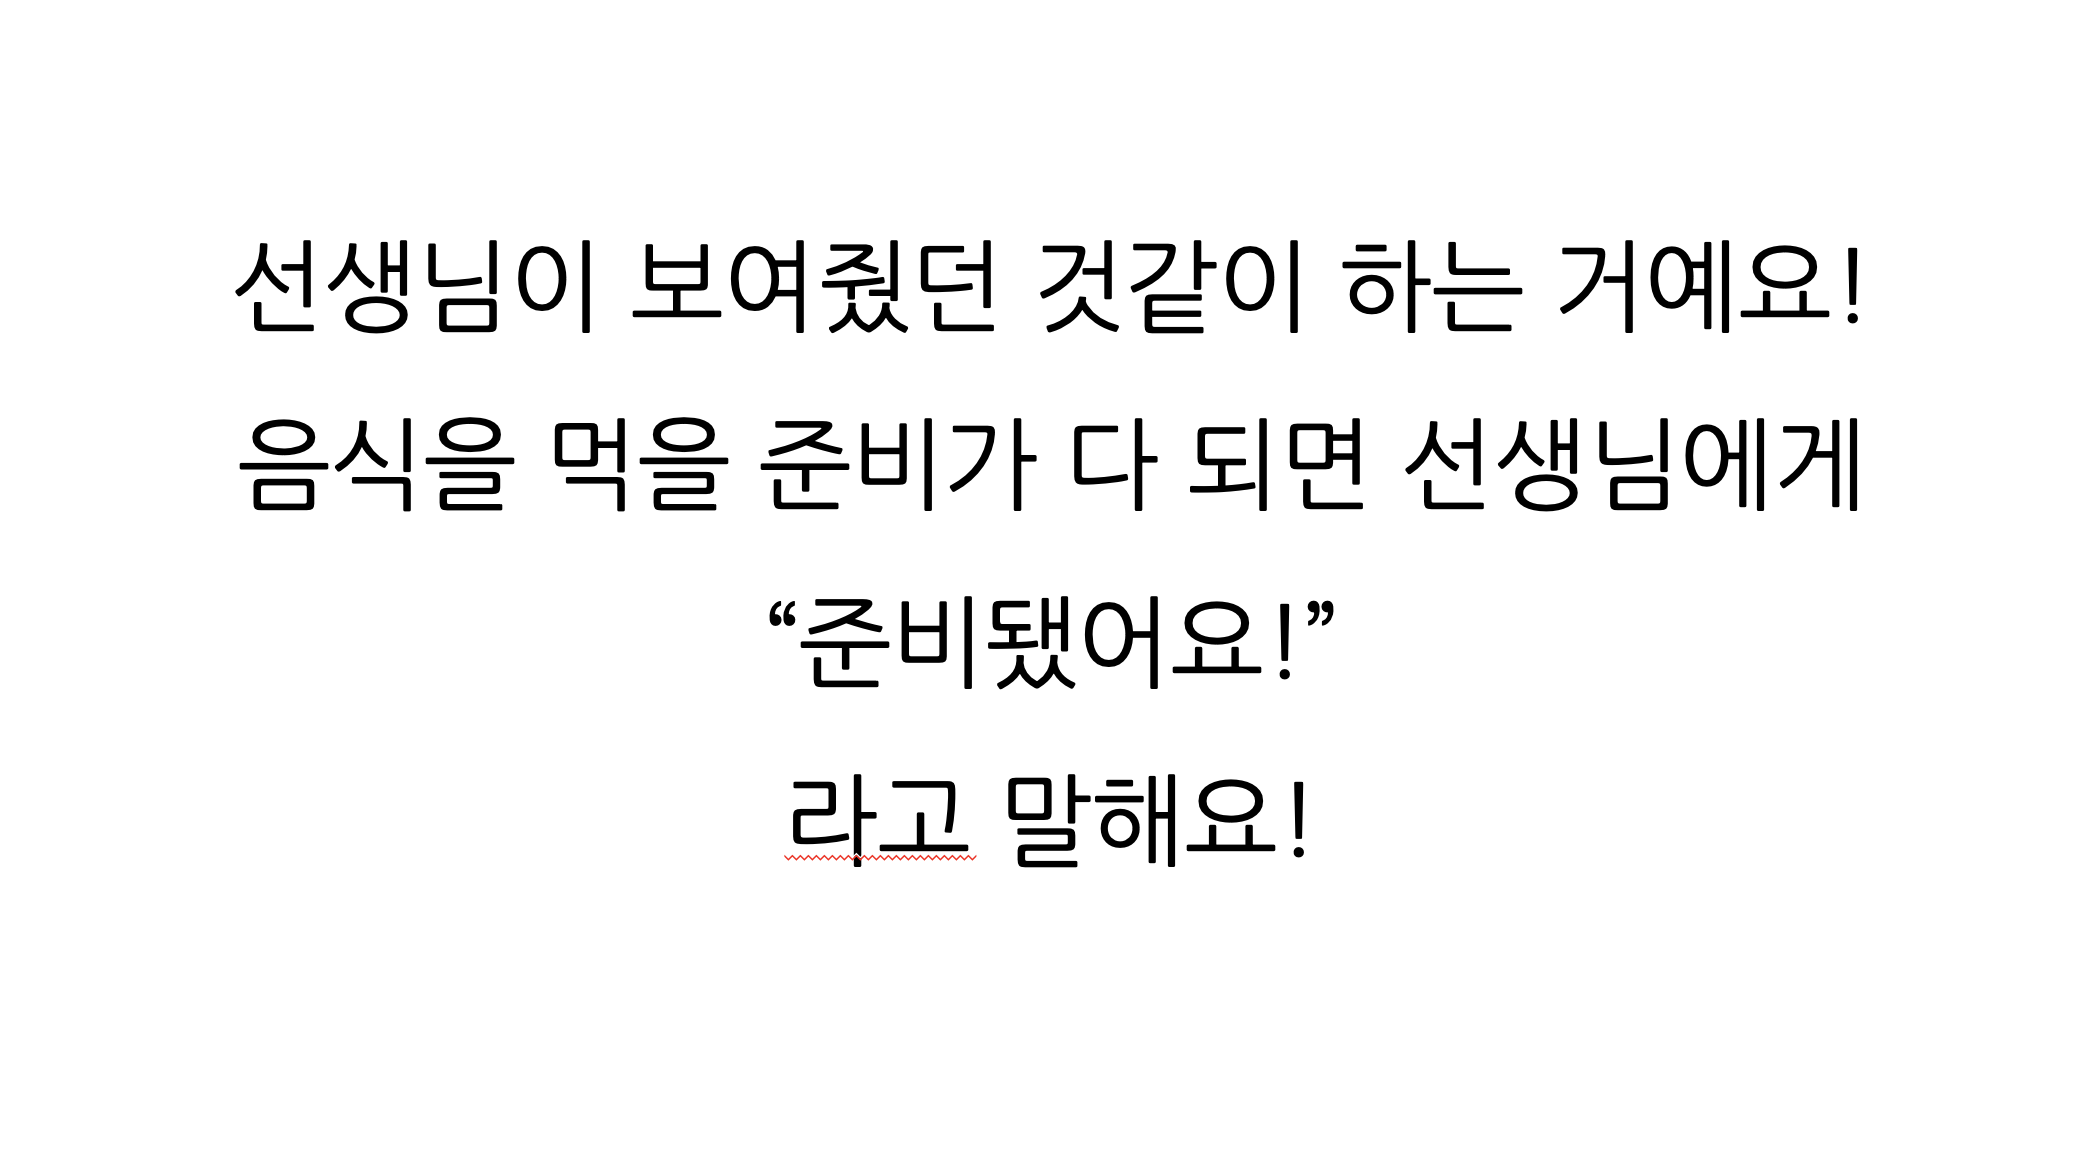 선생님이 보여줬던 것같이 하는 거예요!
음식을 먹을 준비가 다 되면 선생님에게
“준비됐어요!”
라고 말해요!